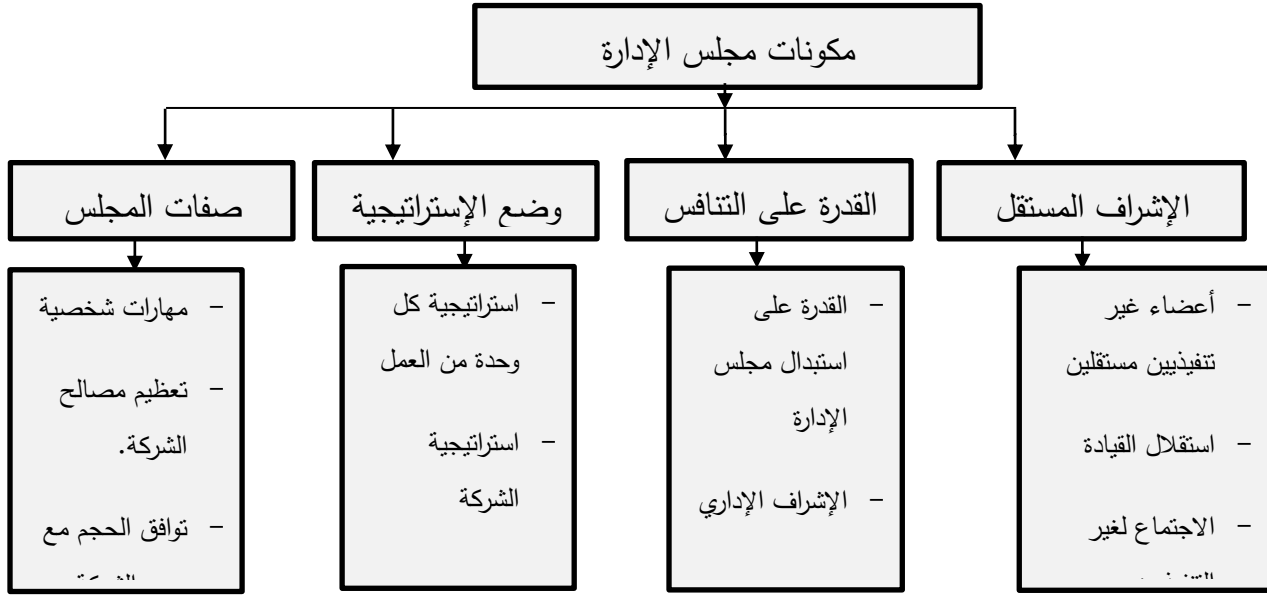 مكونات مجلس الإدارة
الإشراف المستقل
القدرة على التنافس
وضع الإستراتيجية
صفات المجلس
– أعضاء غير
تنفيذيين مستقلين
– استقلال القيادة
– الاجتماع لغير
– القدرة على
استبدال مجلس
الإدارة
– الإشراف الإداري
– استراتيجية كل
وحدة من العمل
– استراتيجية
الشركة
– مهارات شخصية
– تعظيم مصالح
الشركة.
– توافق الحجم مع